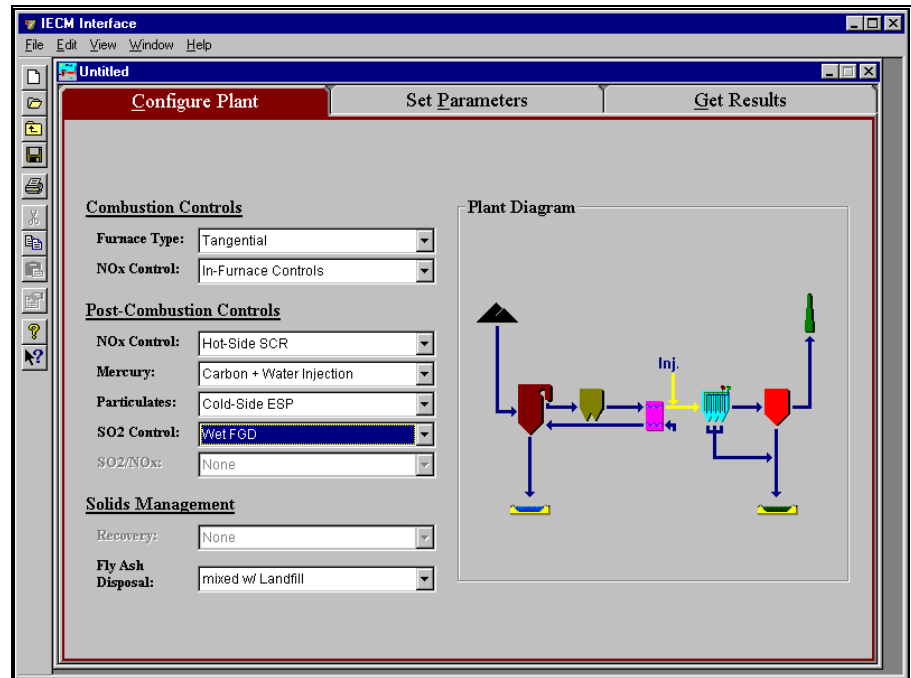 IECM Interface
File Edit View Window Help
Untitled
Configure Plant
Set Parameters
Get Results
Combustion Controls
Furnace Type: Tangential
NOx Control: In-Furnace Controls
Post-Combustion Controls
NOx Control: Hot-Side SCR
Mercury: Carbon + Water Injection
Particulates: Cold-Side ESP
SO2 Control: Wet FGD
SO2/NOx: None
Solids Management
Recovery: None
Fly Ash
Disposal: mixed w/ Landfill
Plant Diagram
Inj.